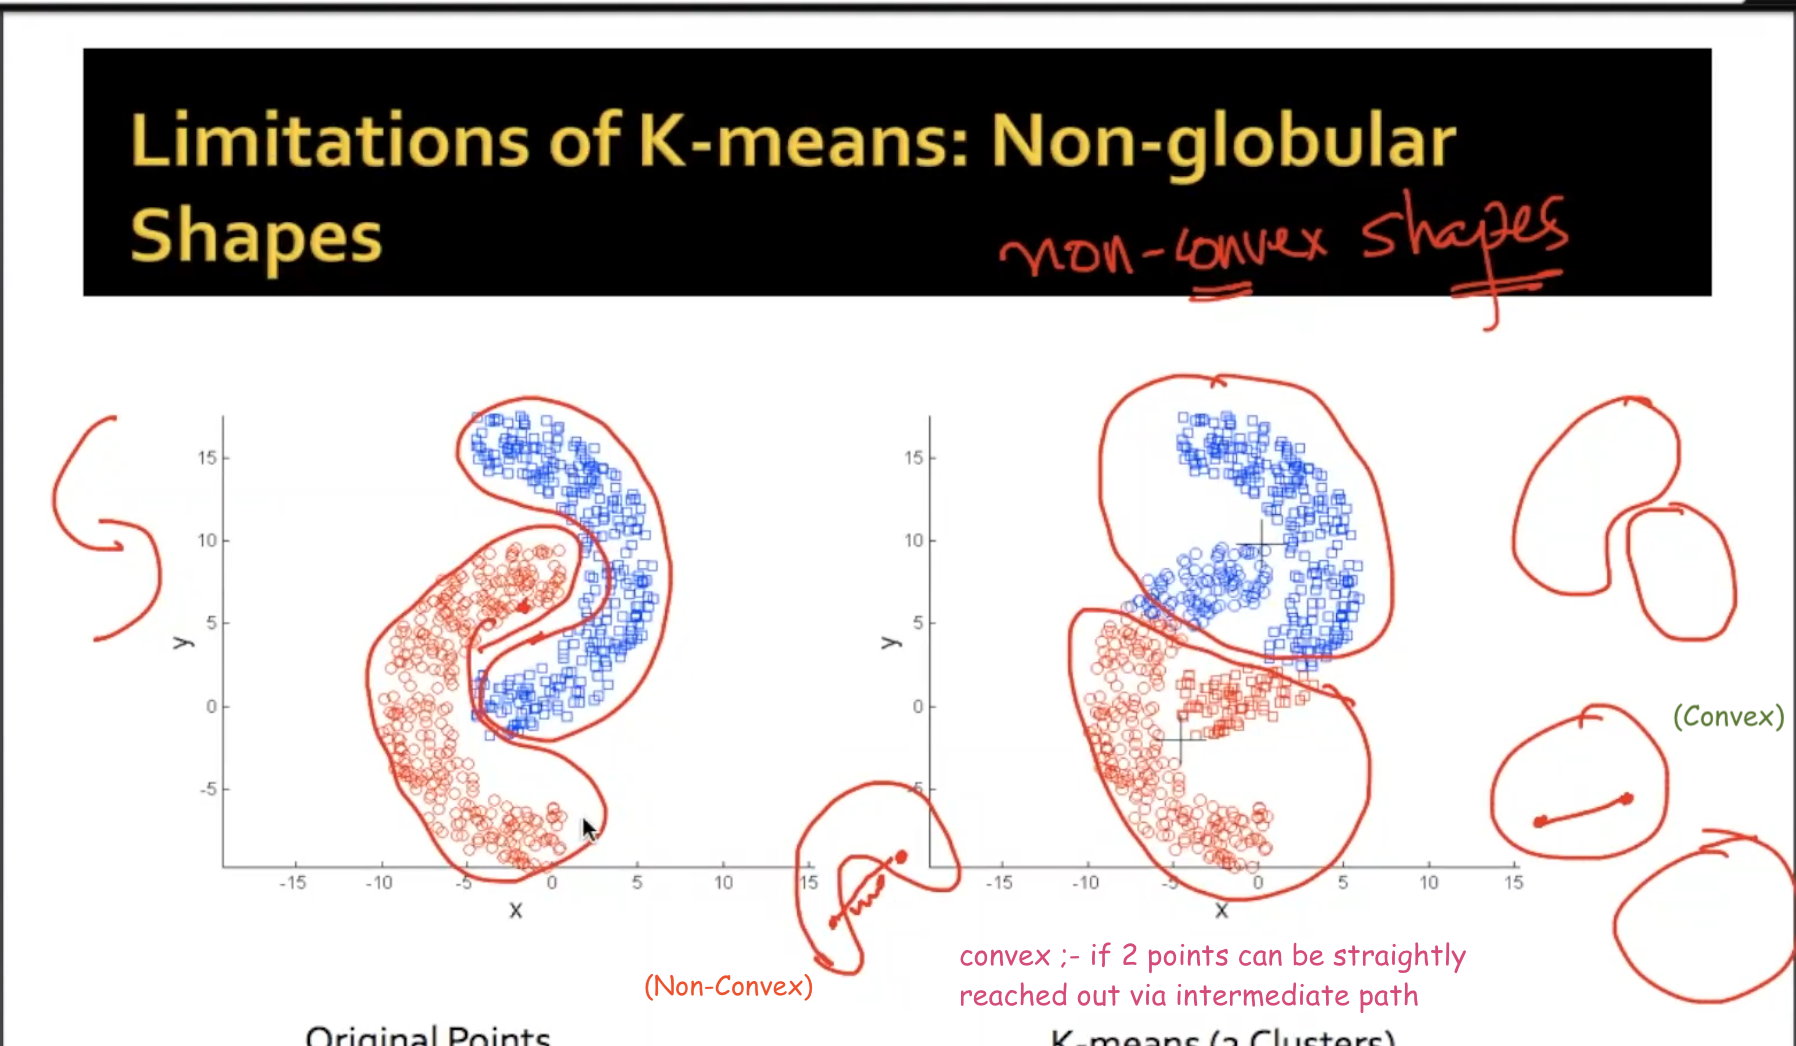 Limitations of K-means: Non-globular
Shapes
non-convex shapes
15
10
5
0
-5
y
-15
-10
-5
0
5
10
15
x
15
10
5
0
-5
y
-15
-10
-5
0
5
10
15
x
(Convex)
(Non-Convex)
convex ;- if 2 points can be straightly
reached out via intermediate path
Original Points
K-means (2 Clusters)